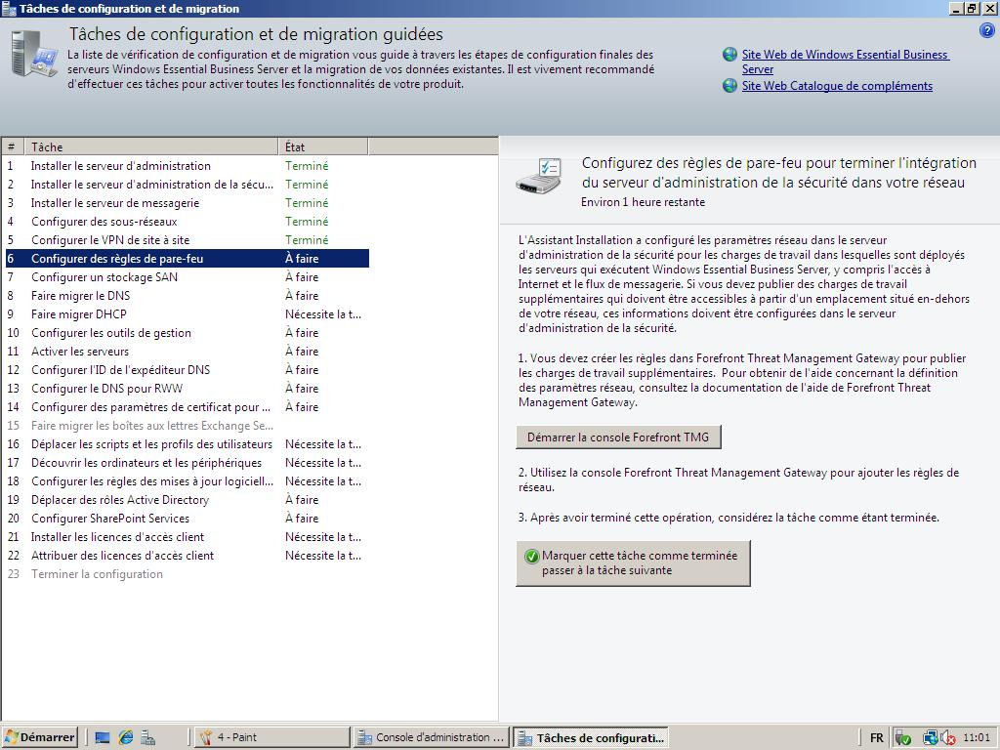 Tâches de configuration et de migration
Tâches de configuration et de migration guidées
La liste de vérification de configuration et de migration vous guide à travers les étapes de configuration finales des
serveurs Windows Essential Business Server et la migration de vos données existantes. Il est vivement recommandé
d'effectuer ces tâches pour activer toutes les fonctionnalités de votre produit.
Site Web de Windows Essential Business
Server
Site Web Catalogue de compléments
# Tâche État
1 Installer le serveur d'administration Terminé
2 Installer le serveur d'administration de la sécu... Terminé
3 Installer le serveur de messagerie Terminé
4 Configurer des sous-réseaux Terminé
5 Configurer le VPN de site à site Terminé
6 Configurer des règles de pare-feu À faire
7 Configurer un stockage SAN À faire
8 Faire migrer le DNS À faire
9 Faire migrer DHCP Nécessite la t...
10 Configurer les outils de gestion À faire
11 Activer les serveurs À faire
12 Configurer l'ID de l'expéditeur DNS À faire
13 Configurer le DNS pour RWW À faire
14 Configurer des paramètres de certificat pour ... À faire
15 Faire migrer les boîtes aux lettres Exchange Se...
16 Déplacer les scripts et les profils des utilisateurs Nécessite la t...
17 Découvrir les ordinateurs et les périphériques Nécessite la t...
18 Configurer les règles des mises à jour logiciell... Nécessite la t...
19 Déplacer des rôles Active Directory À faire
20 Configurer SharePoint Services À faire
21 Installer les licences d'accès client Nécessite la t...
22 Attribuer des licences d'accès client Nécessite la t...
23 Terminer la configuration
Configurez des règles de pare-feu pour terminer l'intégration
du serveur d'administration de la sécurité dans votre réseau
Environ 1 heure restante
L'Assistant Installation a configuré les paramètres réseau dans le serveur
d'administration de la sécurité pour les charges de travail dans lesquelles sont déployés
les serveurs qui exécutent Windows Essential Business Server, y compris l'accès à
Internet et le flux de messagerie. Si vous devez publier des charges de travail
supplémentaires qui doivent être accessibles à partir d'un emplacement situé en-dehors
de votre réseau, ces informations doivent être configurées dans le serveur
d'administration de la sécurité.
1. Vous devez créer les règles dans Forefront Threat Management Gateway pour publier
les charges de travail supplémentaires. Pour obtenir de l'aide concernant la définition
des paramètres réseau, consultez la documentation de l'aide de Forefront Threat
Management Gateway.
Démarrer la console Forefront TMG
2. Utilisez la console Forefront Threat Management Gateway pour ajouter les règles de
réseau.
3. Après avoir terminé cette opération, considérez la tâche comme étant terminée.
Marquer cette tâche comme terminée
passer à la tâche suivante
Démarrer
4 - Paint
Console d'administration ...
Tâches de configurati...
FR
11:01